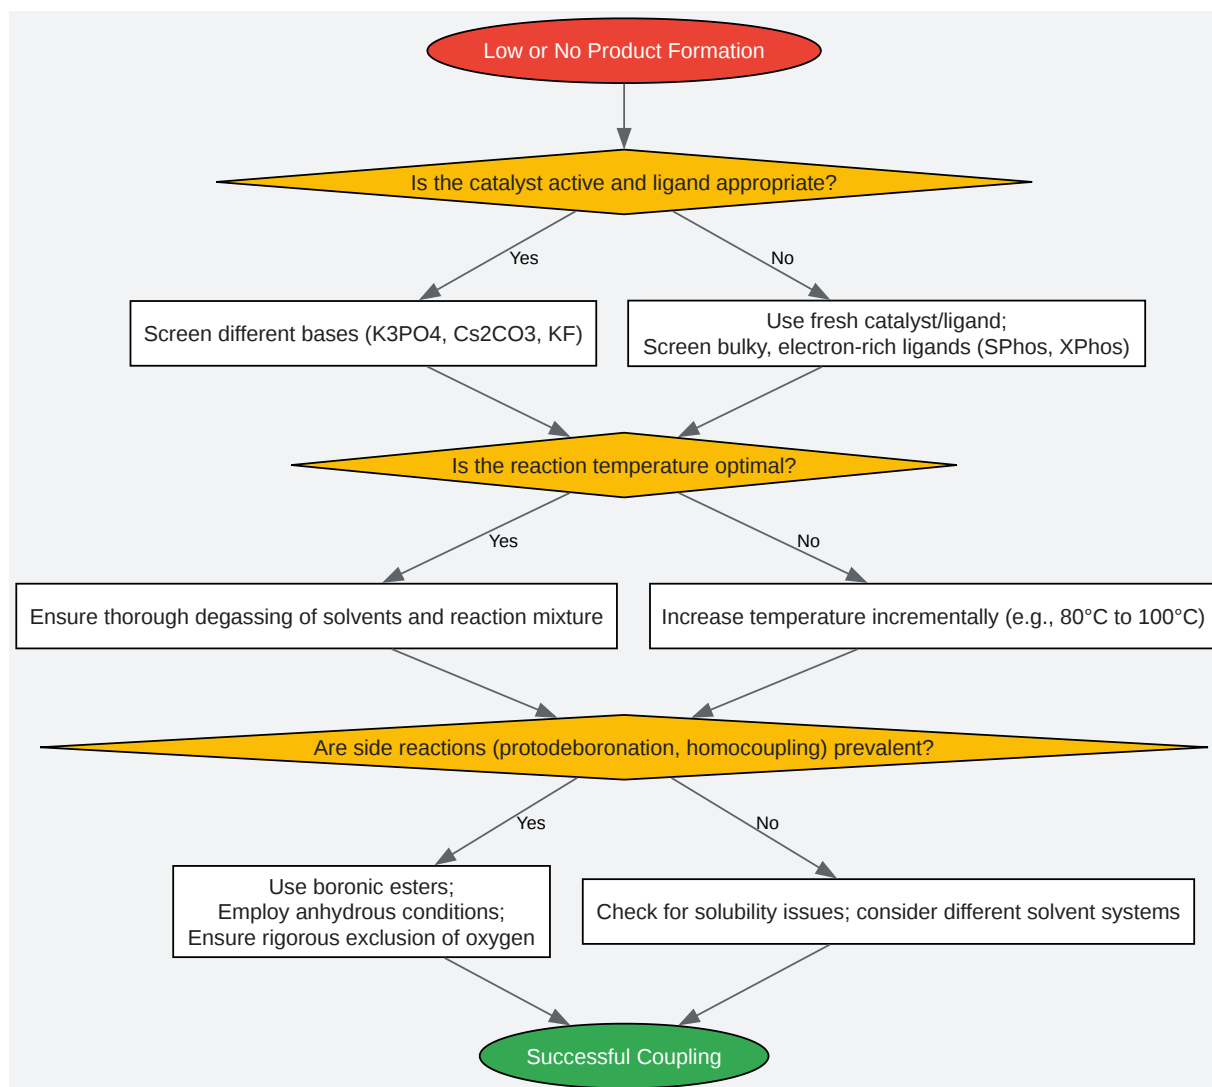 Low or No Product Formation
Is the catalyst active and ligand appropriate?
Yes
No
Screen different bases (K3PO4, Cs2CO3, KF)
Use fresh catalyst/ligand;
Screen bulky, electron-rich ligands (SPhos, XPhos)
Is the reaction temperature optimal?
Yes
No
Ensure thorough degassing of solvents and reaction mixture
Increase temperature incrementally (e.g., 80°C to 100°C)
Are side reactions (protodeboronation, homocoupling) prevalent?
Yes
No
Use boronic esters;
Employ anhydrous conditions;
Ensure rigorous exclusion of oxygen
Check for solubility issues; consider different solvent systems
Successful Coupling